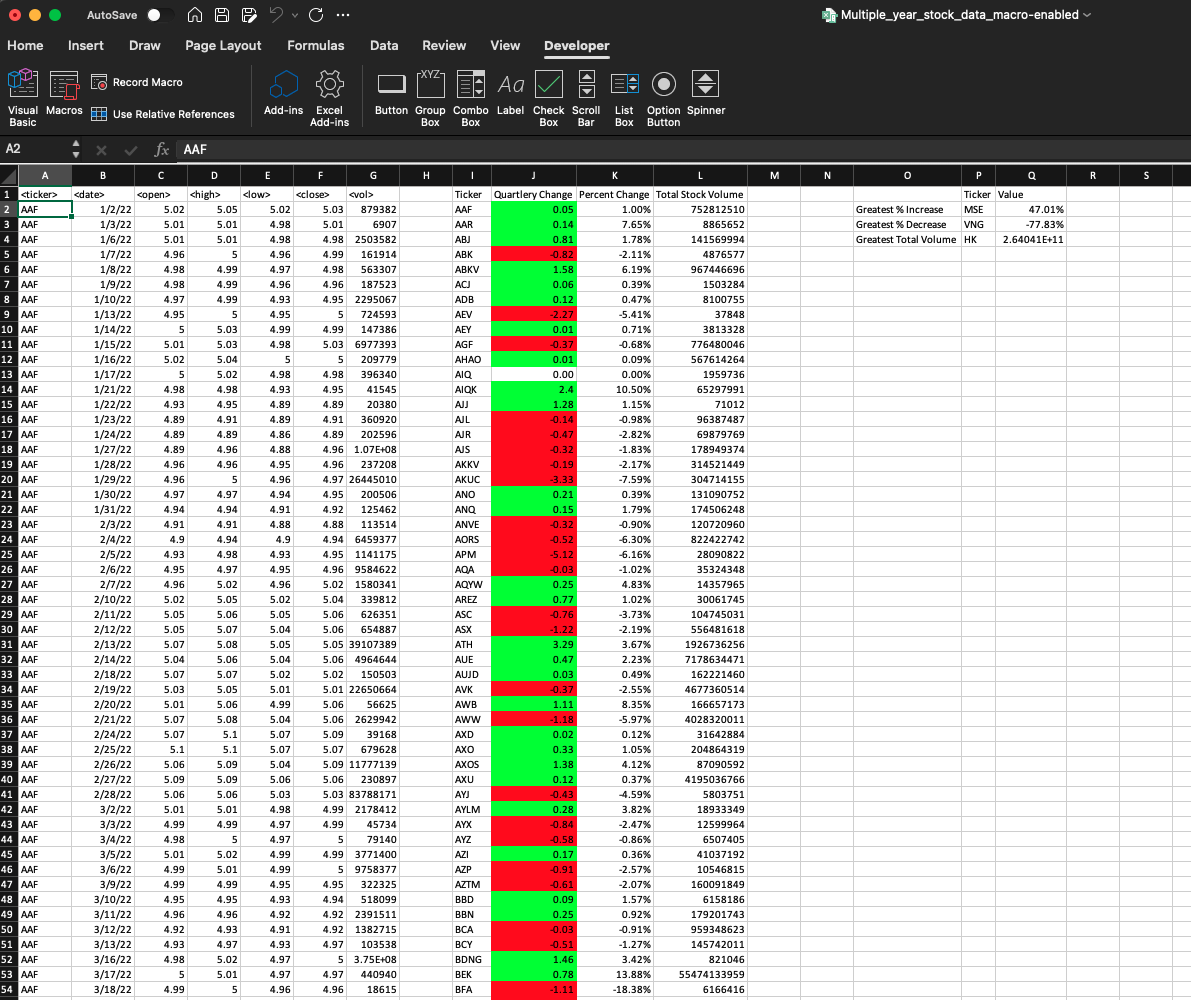 AutoSave
Multiple_year_stock_data_macro-enabled
Home Insert Draw Page Layout Formulas Data Review View Developer
Visual Basic
Macros
Record Macro
Use Relative References
Add-ins
Excel Add-ins
Button
Group Box
Combo Box
Label
Check Box
Scroll Bar
List Box
Option Button
Spinner
XYZ
Aa
A2 fx AAF
A B C D E F G H I J K L M N O P Q R S
1 <ticker> <date> <open> <high> <low> <close> <vol> Ticker Quartlery Change Percent Change Total Stock Volume Ticker Value
2 AAF 1/2/22 5.02 5.05 5.02 5.03 879382 AAF 0.05 1.00% 752812510 Greatest % Increase MSE 47.01%
3 AAF 1/3/22 5.01 5.01 4.98 5.01 6907 AAR 0.14 7.65% 8865652 Greatest % Decrease VNG -77.83%
4 AAF 1/6/22 5.01 5.01 4.98 4.98 2503582 ABJ 0.81 1.78% 141569994 Greatest Total Volume HK 2.64041E+11
5 AAF 1/7/22 4.96 5 4.96 4.99 161914 ABK -0.82 -2.11% 4876577
6 AAF 1/8/22 4.98 4.99 4.97 4.98 563307 ABKV 1.58 6.19% 967446696
7 AAF 1/9/22 4.98 4.99 4.96 4.96 187523 ACJ 0.06 0.39% 1503284
8 AAF 1/10/22 4.97 4.99 4.93 4.95 2295067 ADB 0.12 0.47% 8100755
9 AAF 1/13/22 4.95 5 4.95 5 724593 AEV -2.27 -5.41% 37848
10 AAF 1/14/22 5 5.03 4.99 4.99 147386 AEY 0.01 0.71% 3813328
11 AAF 1/15/22 5.01 5.03 4.98 5.03 6977393 AGF -0.37 -0.68% 776480046
12 AAF 1/16/22 5.02 5.04 5 5 209779 AHAO 0.01 0.09% 567614264
13 AAF 1/17/22 5 5.02 4.98 4.98 396340 AIQ 0.00 0.00% 1959736
14 AAF 1/21/22 4.98 4.98 4.93 4.95 41545 AIQK 2.4 10.50% 65297991
15 AAF 1/22/22 4.93 4.95 4.89 4.89 20380 AJJ 1.28 1.15% 71012
16 AAF 1/23/22 4.89 4.91 4.89 4.91 360920 AJL -0.14 -0.98% 96387487
17 AAF 1/24/22 4.89 4.89 4.86 4.89 202596 AJR -0.47 -2.82% 69879769
18 AAF 1/27/22 4.89 4.96 4.88 4.96 1.07E+08 AJS -0.32 -1.83% 178949374
19 AAF 1/28/22 4.96 4.96 4.95 4.96 237208 AKKV -0.19 -2.17% 314521449
20 AAF 1/29/22 4.96 5 4.96 4.97 26445010 AKUC -3.33 -7.59% 304714155
21 AAF 1/30/22 4.97 4.97 4.94 4.95 200506 ANO 0.21 0.39% 131090752
22 AAF 1/31/22 4.94 4.94 4.91 4.92 125462 ANQ 0.15 1.79% 174506248
23 AAF 2/3/22 4.91 4.91 4.88 4.88 113514 ANVE -0.32 -0.90% 120720960
24 AAF 2/4/22 4.9 4.94 4.9 4.94 6459377 AORS -0.52 -6.30% 822422742
25 AAF 2/5/22 4.93 4.98 4.93 4.95 1141175 APM -5.12 -6.16% 28090822
26 AAF 2/6/22 4.95 4.97 4.95 4.96 9584622 AQA -0.03 -1.02% 35324348
27 AAF 2/7/22 4.96 5.02 4.96 5.02 1580341 AQYW 0.25 4.83% 14357965
28 AAF 2/10/22 5.02 5.05 5.02 5.04 339812 AREZ 0.77 1.02% 30061745
29 AAF 2/11/22 5.05 5.06 5.05 5.06 626351 ASC -0.76 -3.73% 104745031
30 AAF 2/12/22 5.05 5.07 5.04 5.06 654887 ASX -1.22 -2.19% 556481618
31 AAF 2/13/22 5.07 5.08 5.05 5.05 39107389 ATH 3.29 3.67% 1926736256
32 AAF 2/14/22 5.04 5.06 5.04 5.06 4964644 AUE 0.47 2.23% 7178634471
33 AAF 2/18/22 5.07 5.07 5.02 5.02 150503 AUJD 0.03 0.49% 162221460
34 AAF 2/19/22 5.03 5.05 5.01 5.01 22650664 AVK -0.37 -2.55% 4677360514
35 AAF 2/20/22 5.01 5.06 4.99 5.06 56625 AWB 1.11 8.35% 166657173
36 AAF 2/21/22 5.07 5.08 5.04 5.06 2629942 AWW -1.18 -5.97% 4028320011
37 AAF 2/24/22 5.07 5.1 5.07 5.09 39168 AXD 0.02 0.12% 31642884
38 AAF 2/25/22 5.1 5.1 5.07 5.07 679628 AXO 0.33 1.05% 204864319
39 AAF 2/26/22 5.06 5.09 5.04 5.09 11777139 AXOS 1.38 4.12% 87090592
40 AAF 2/27/22 5.09 5.09 5.06 5.06 230897 AXU 0.12 0.37% 4195036766
41 AAF 2/28/22 5.06 5.06 5.03 5.03 83788171 AYJ -0.43 -4.59% 5803751
42 AAF 3/2/22 5.01 5.01 4.98 4.99 2178412 AYLM 0.28 3.82% 18933349
43 AAF 3/3/22 4.99 4.99 4.97 4.99 45734 AYX -0.84 -2.47% 12599964
44 AAF 3/4/22 4.98 5 4.97 5 79140 AYZ -0.58 -0.86% 6507405
45 AAF 3/5/22 5.01 5.02 4.99 4.99 3771400 AZI 0.17 0.36% 41037192
46 AAF 3/6/22 4.99 5.01 4.99 5 9758377 AZP -0.91 -2.57% 10546815
47 AAF 3/9/22 4.99 4.99 4.95 4.95 322325 AZTM -0.61 -2.07% 160091849
48 AAF 3/10/22 4.95 4.95 4.93 4.94 518099 BBD 0.09 1.57% 6158186
49 AAF 3/11/22 4.96 4.96 4.92 4.92 2391511 BBN 0.25 0.92% 179201743
50 AAF 3/12/22 4.92 4.93 4.91 4.92 1382715 BCA -0.03 -0.91% 959348623
51 AAF 3/13/22 4.93 4.97 4.93 4.97 103538 BCY -0.51 -1.27% 145742011
52 AAF 3/16/22 4.98 5.02 4.97 5 3.75E+08 BDNG 1.46 3.42% 821046
53 AAF 3/17/22 5 5.01 4.97 4.97 440940 BEK 0.78 13.88% 55474133959
54 AAF 3/18/22 4.99 5 4.96 4.96 18615 BFA -1.11 -18.38% 6166416